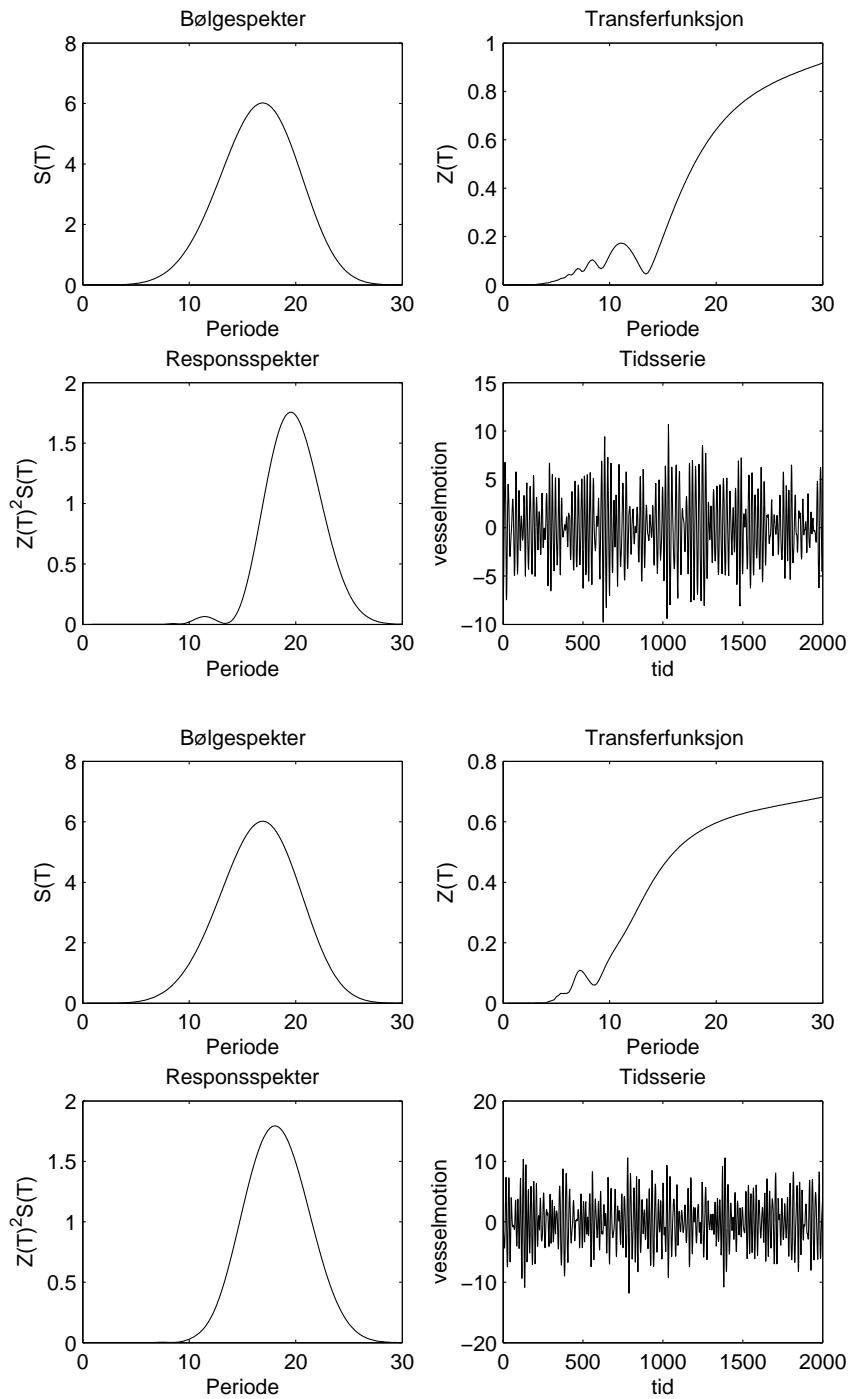 Bølgespekter
8
6
4
2
0
0 10 20 30
S(T)
Periode
Transferfunksjon
1
0.8
0.6
0.4
0.2
0
0 10 20 30
Z(T)
Periode
Responsspekter
2
1.5
1
0.5
0
0 10 20 30
Z(T)²S(T)
Periode
Tidsserie
15
10
5
0
−5
−10
0 500 1000 1500 2000
vesselmotion
tid
Bølgespekter
8
6
4
2
0
0 10 20 30
S(T)
Periode
Transferfunksjon
0.8
0.6
0.4
0.2
0
0 10 20 30
Z(T)
Periode
Responsspekter
2
1.5
1
0.5
0
0 10 20 30
Z(T)²S(T)
Periode
Tidsserie
20
10
0
−10
−20
0 500 1000 1500 2000
vesselmotion
tid